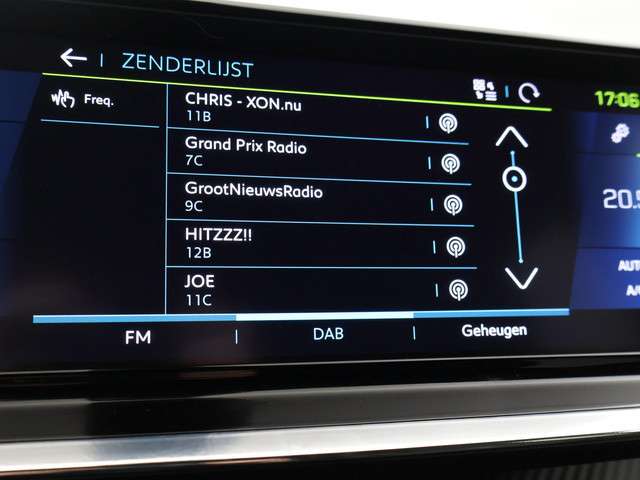 ZENDERLIJST
17:06
Freq.
CHRIS - XON.nu
11B
Grand Prix Radio
7C
GrootNieuwsRadio
9C
HITZZZ!!
12B
JOE
11C
20.5
AUTO
A/C
FM
DAB
Geheugen